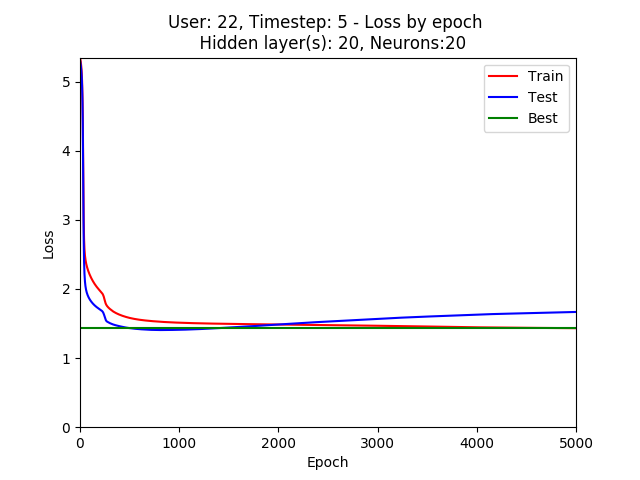 User: 22, Timestep: 5 - Loss by epoch
Hidden layer(s): 20, Neurons:20
Train
Test
Best
Loss
5
4
3
2
1
0
0 1000 2000 3000 4000 5000
Epoch